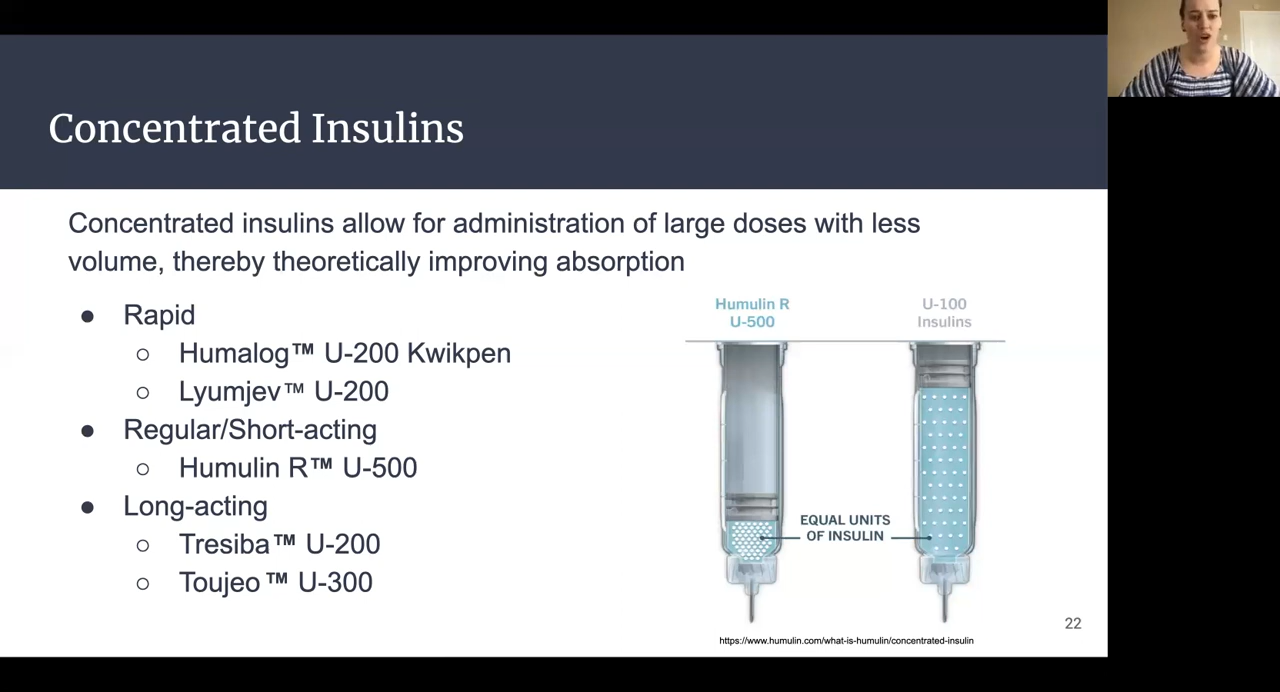 Concentrated Insulins
Concentrated insulins allow for administration of large doses with less
volume, thereby theoretically improving absorption
● Rapid
○ Humalog™ U-200 Kwikpen
○ Lyumjev™ U-200
● Regular/Short-acting
○ Humulin R™ U-500
● Long-acting
○ Tresiba™ U-200
○ Toujeo ™ U-300
Humulin R
U-500
U-100
Insulins
EQUAL UNITS
OF INSULIN
https://www.humulin.com/what-is-humulin/concentrated-insulin
22